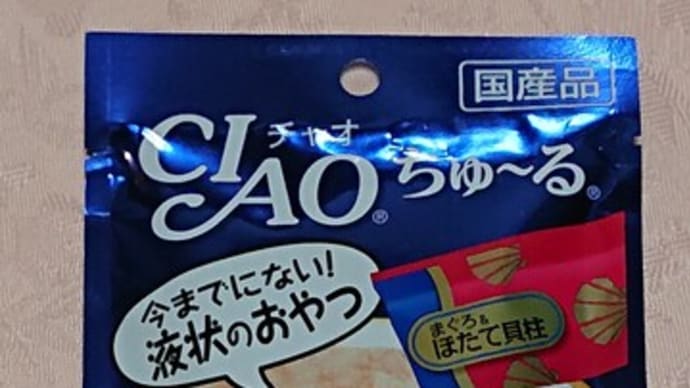 国産品
チャオ
CIAO® ちゅ～る®
今までにない!
液状のおやつ
まぐろ&
ほたて貝柱